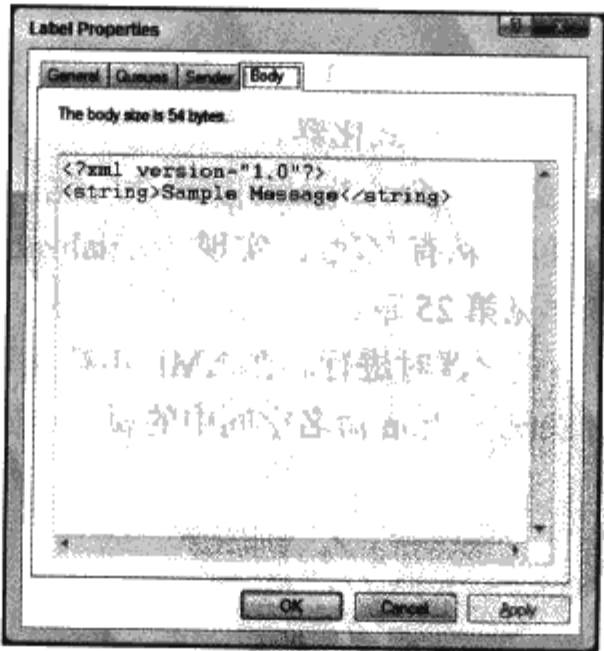 Label Properties
General Queues Sender Body
The body size is 54 bytes.
<?xml version="1.0"?>
<string>Sample Message</string>
OK Cancel Apply